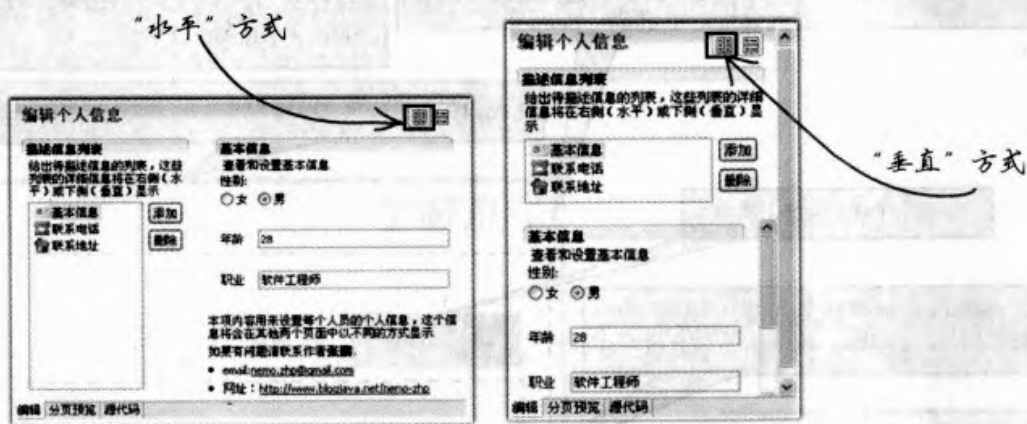 “水平”方式
编辑个人信息
描述信息列表
给出待描述信息的列表，这些
列表的详细信息将在右侧（水
平）或下侧（垂直）显示
基本信息
联系电话
联系地址
添加
删除
基本信息
查看和设置基本信息
性别:
女 男
年龄 28
职业 软件工程师
本项内容用来设置每个人员的个人信息，这个信
息将会在其他两个页面中以不同的方式显示
如果有问题请联系作者张鹏.
email:nemo.zhp@gmail.com
网址：http://www.blogjava.net/nemo-zhp
编辑 分页预览 源代码
编辑个人信息
描述信息列表
给出待描述信息的列表，这些列表的详细
信息将在右侧（水平）或下侧（垂直）显
示
基本信息
联系电话
联系地址
添加
删除
基本信息
查看和设置基本信息
性别:
女 男
年龄 28
职业 软件工程师
编辑 分页预览 源代码
“垂直”方式